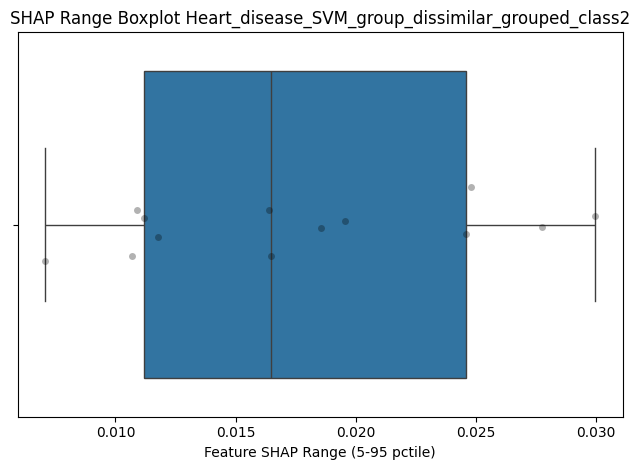 SHAP Range Boxplot Heart_disease_SVM_group_dissimilar_grouped_class2
0.010 0.015 0.020 0.025 0.030
Feature SHAP Range (5-95 pctile)